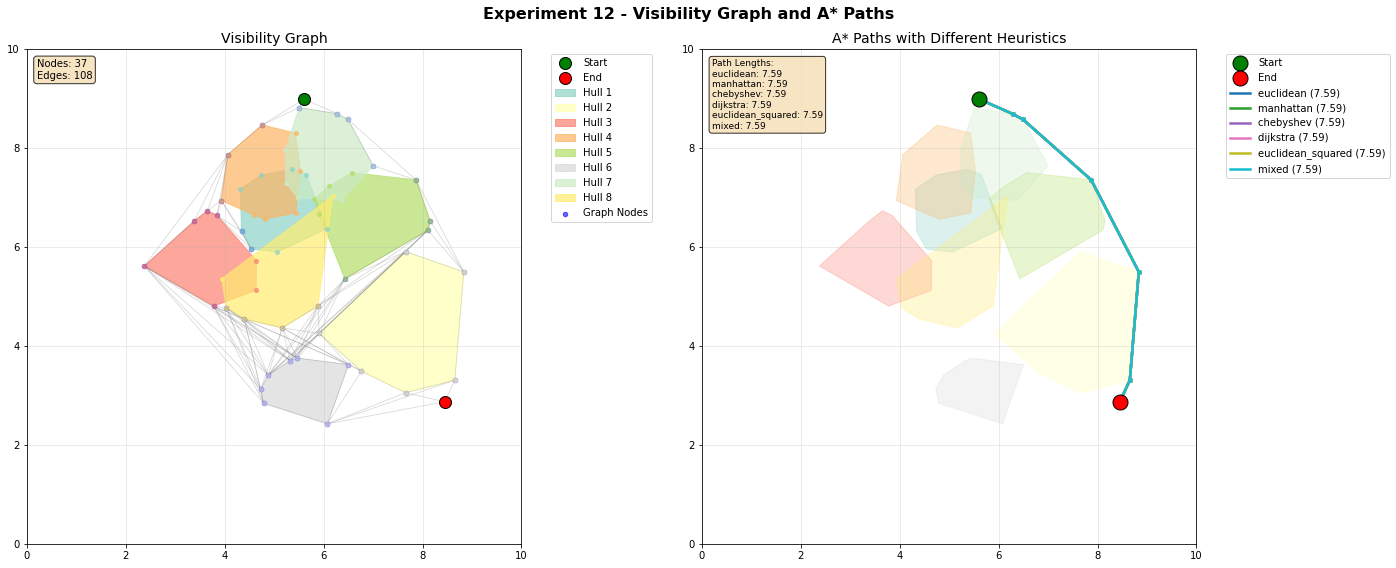 Experiment 12 - Visibility Graph and A* Paths
Visibility Graph
Nodes: 37
Edges: 108
10
8
6
4
2
0
0
2
4
6
8
10
Start
End
Hull 1
Hull 2
Hull 3
Hull 4
Hull 5
Hull 6
Hull 7
Hull 8
Graph Nodes
A* Paths with Different Heuristics
Path Lengths:
euclidean: 7.59
manhattan: 7.59
chebyshev: 7.59
dijkstra: 7.59
euclidean_squared: 7.59
mixed: 7.59
10
8
6
4
2
0
0
2
4
6
8
10
Start
End
euclidean (7.59)
manhattan (7.59)
chebyshev (7.59)
dijkstra (7.59)
euclidean_squared (7.59)
mixed (7.59)